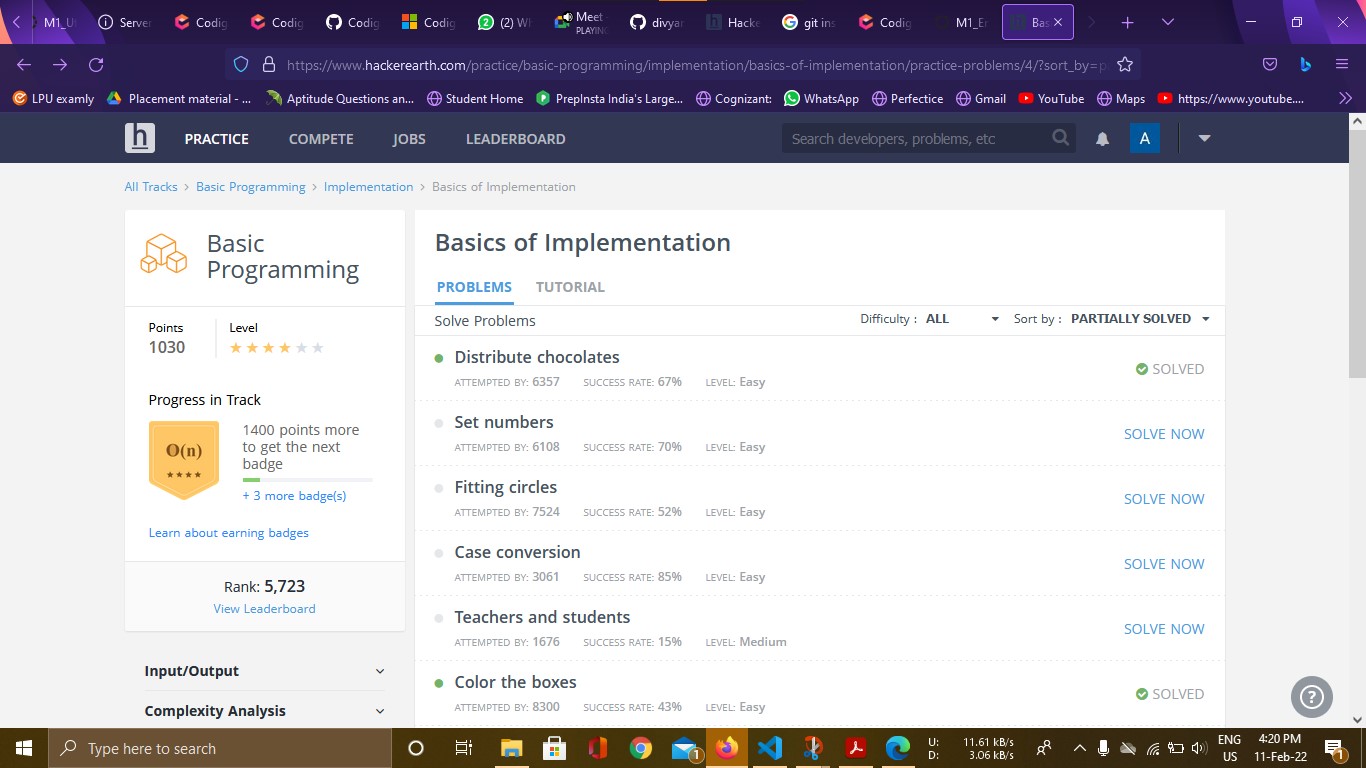 M1_U
Server
Codig
Codig
Codig
Codig
(2) W
Meet -
PLAYING
divyar
Hacke
git ins
Codig
M1_E
Bas
https://www.hackerearth.com/practice/basic-programming/implementation/basics-of-implementation/practice-problems/4/?sort_by=p
LPU examly
Placement material - ...
Aptitude Questions an...
Student Home
PrepInsta India's Large...
Cognizant:
WhatsApp
Perfectice
Gmail
YouTube
Maps
https://www.youtube....
h PRACTICE COMPETE JOBS LEADERBOARD
Search developers, problems, etc
A
All Tracks > Basic Programming > Implementation > Basics of Implementation
Basic
Programming
Points
1030
Level
Progress in Track
O(n)
1400 points more
to get the next
badge
+ 3 more badge(s)
Learn about earning badges
Rank: 5,723
View Leaderboard
Input/Output
Complexity Analysis
Basics of Implementation
PROBLEMS TUTORIAL
Solve Problems
Difficulty : ALL
Sort by : PARTIALLY SOLVED
Distribute chocolates
ATTEMPTED BY: 6357 SUCCESS RATE: 67% LEVEL: Easy
SOLVED
Set numbers
ATTEMPTED BY: 6108 SUCCESS RATE: 70% LEVEL: Easy
SOLVE NOW
Fitting circles
ATTEMPTED BY: 7524 SUCCESS RATE: 52% LEVEL: Easy
SOLVE NOW
Case conversion
ATTEMPTED BY: 3061 SUCCESS RATE: 85% LEVEL: Easy
SOLVE NOW
Teachers and students
ATTEMPTED BY: 1676 SUCCESS RATE: 15% LEVEL: Medium
SOLVE NOW
Color the boxes
ATTEMPTED BY: 8300 SUCCESS RATE: 43% LEVEL: Easy
SOLVED
?
Type here to search
1
U: 11.61 kB/s
D: 3.06 kB/s
ENG
US
4:20 PM
11-Feb-22
1